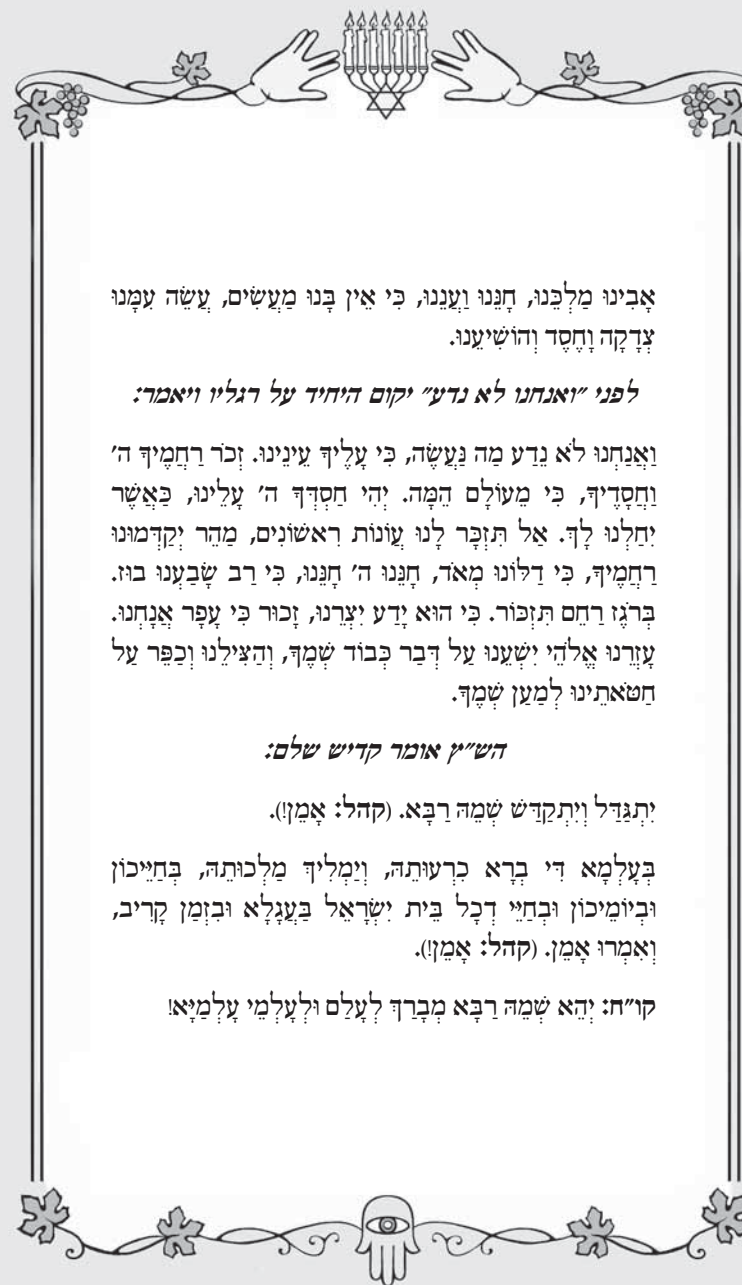 אָבִינוּ מַלְכֵּנוּ, חָנֵּנוּ וַעֲנֵנוּ, כִּי אֵין בָּנוּ מַעֲשִׂים, עֲשֵׂה עִמָּנוּ
צְדָקָה וָחֶסֶד וְהוֹשִׁיעֵנוּ.
לפני ״ואנחנו לא נדע״ יקום היחיד על רגליו ויאמר:
וַאֲנַחְנוּ לֹא נֵדַע מַה נַּעֲשֶׂה, כִּי עָלֶיךָ עֵינֵינוּ. זְכֹר רַחֲמֶיךָ ה׳
וַחֲסָדֶיךָ, כִּי מֵעוֹלָם הֵמָּה. יְהִי חַסְדְּךָ ה׳ עָלֵינוּ, כַּאֲשֶׁר
יִחַלְנוּ לָךְ. אַל תִּזְכָּר לָנוּ עֲוֹנוֹת רִאשׁוֹנִים, מַהֵר יְקַדְּמוּנוּ
רַחֲמֶיךָ, כִּי דַלּוֹנוּ מְאֹד, חָנֵּנוּ ה׳ חָנֵּנוּ, כִּי רַב שָׂבַעְנוּ בוּז.
בְּרֹגֶז רַחֵם תִּזְכּוֹר. כִּי הוּא יָדַע יִצְרֵנוּ, זָכוּר כִּי עָפָר אֲנָחְנוּ.
עָזְרֵנוּ אֱלֹהֵי יִשְׁעֵנוּ עַל דְּבַר כְּבוֹד שְׁמֶךָ, וְהַצִּילֵנוּ וְכַפֵּר עַל
חַטֹּאתֵינוּ לְמַעַן שְׁמֶךָ.
הש״ץ אומר קדיש שלם:
יִתְגַּדַּל וְיִתְקַדַּשׁ שְׁמֵהּ רַבָּא. (קהל: אָמֵן!).
בְּעָלְמָא דִּי בְרָא כִרְעוּתֵהּ, וְיַמְלִיךְ מַלְכוּתֵהּ, בְּחַיֵּיכוֹן
וּבְיוֹמֵיכוֹן וּבְחַיֵּי דְכָל בֵּית יִשְׂרָאֵל בַּעֲגָלָא וּבִזְמַן קָרִיב,
וְאִמְרוּ אָמֵן. (קהל: אָמֵן!).
קו״ח: יְהֵא שְׁמֵהּ רַבָּא מְבָרַךְ לְעָלַם וּלְעָלְמֵי עָלְמַיָּא!